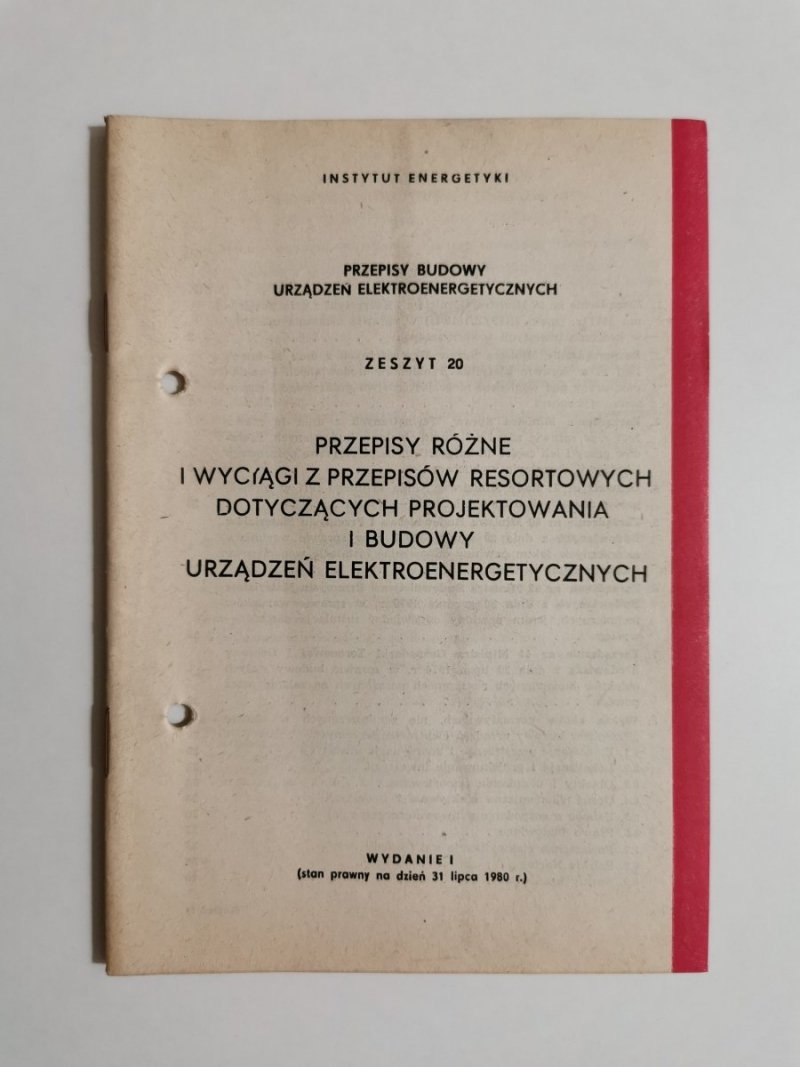 INSTYTUT ENERGETYKI
PRZEPISY BUDOWY
URZĄDZEŃ ELEKTROENERGETYCZNYCH
ZESZYT 20
PRZEPISY RÓŻNE
I WYCIĄGI Z PRZEPISÓW RESORTOWYCH
DOTYCZĄCYCH PROJEKTOWANIA
I BUDOWY
URZĄDZEŃ ELEKTROENERGETYCZNYCH
WYDANIE I
(stan prawny na dzień 31 lipca 1980 r.)